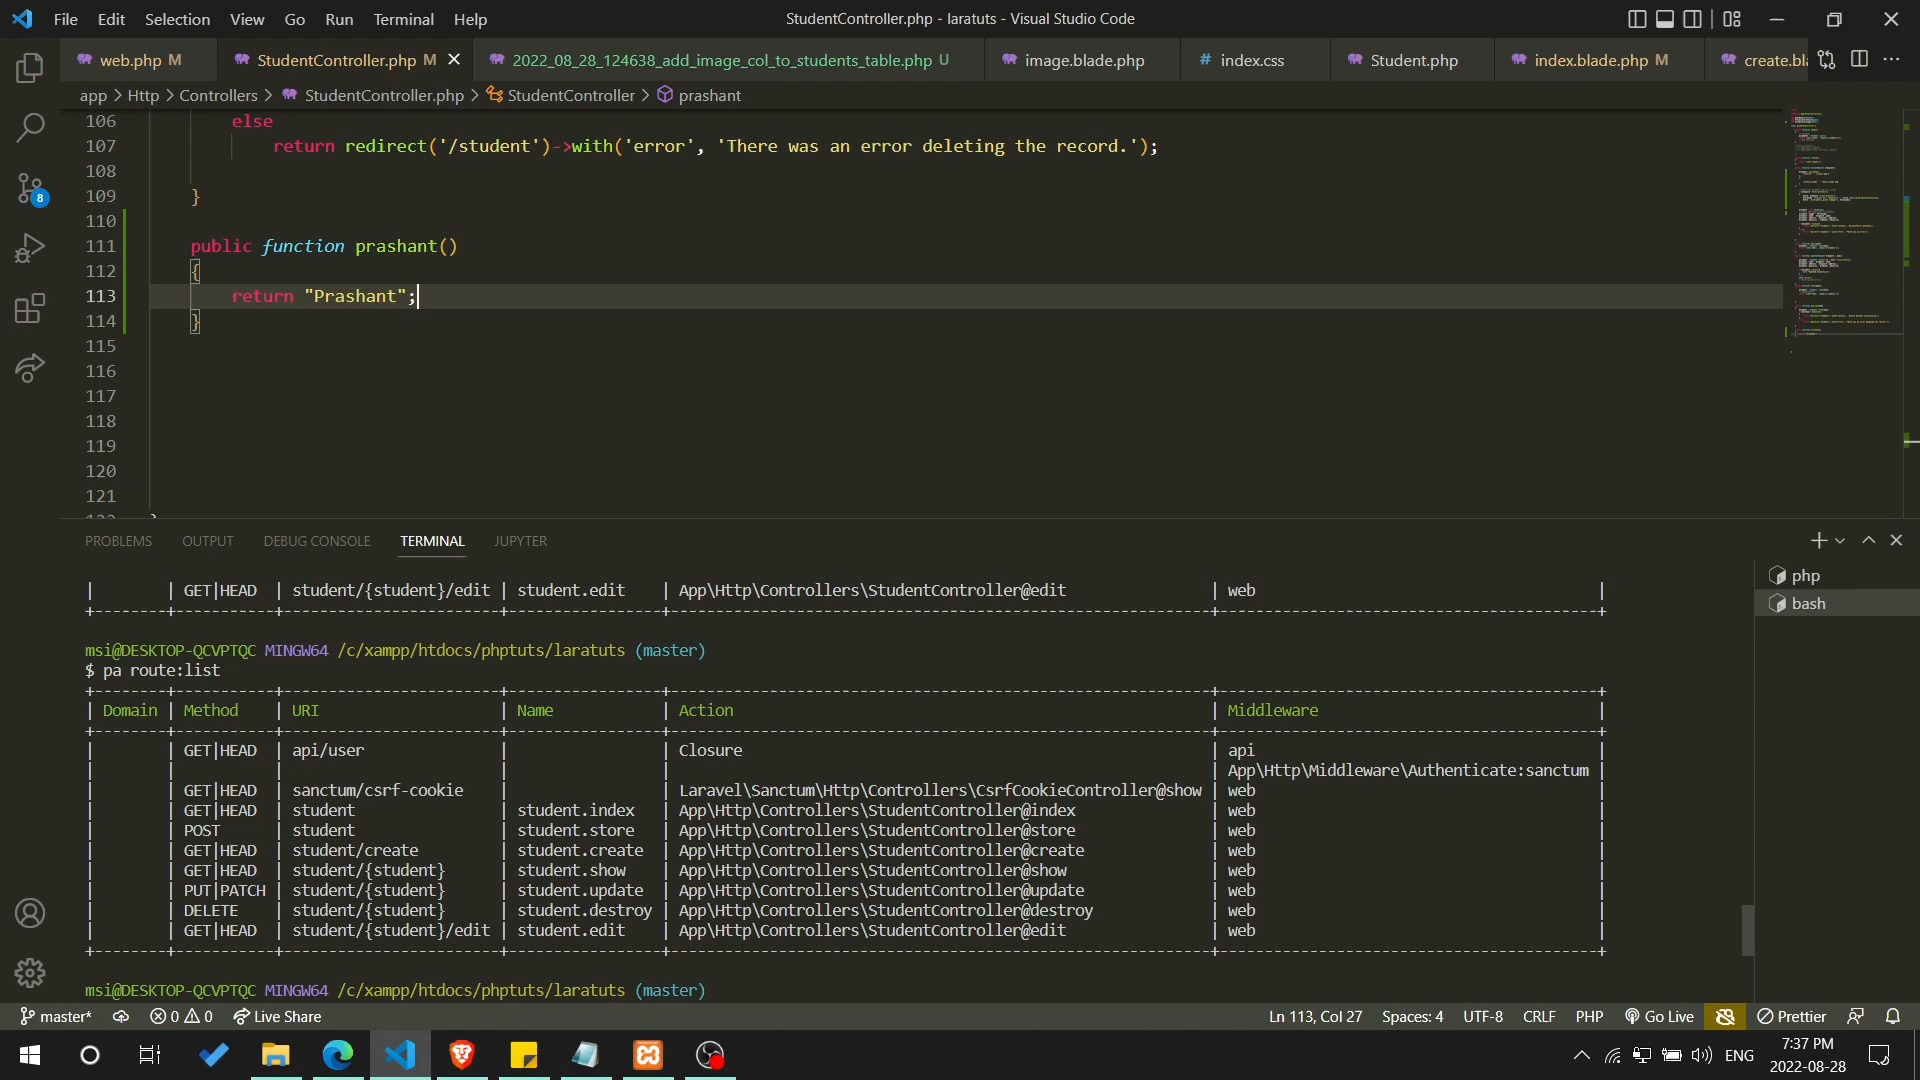 File Edit Selection View Go Run Terminal Help
StudentController.php - laratuts - Visual Studio Code
web.php M
StudentController.php M
2022_08_28_124638_add_image_col_to_students_table.php U
image.blade.php
# index.css
Student.php
index.blade.php M
create.bla
app > Http > Controllers > StudentController.php > StudentController > prashant
106 else
107 return redirect('/student')->with('error', 'There was an error deleting the record.');
108
109 }
110
111 public function prashant()
112 {
113 return "Prashant";
114 }
115
116
117
118
119
120
121
8
PROBLEMS OUTPUT DEBUG CONSOLE TERMINAL JUPYTER
php
bash
| | GET|HEAD | student/{student}/edit | student.edit | App\Http\Controllers\StudentController@edit | web |
msi@DESKTOP-QCVPTQC MINGW64 /c/xampp/htdocs/phptuts/laratuts (master)
$ pa route:list
| Domain | Method | URI | Name | Action | Middleware |
| | GET|HEAD | api/user | | Closure | api |
| | | | | | App\Http\Middleware\Authenticate:sanctum |
| | GET|HEAD | sanctum/csrf-cookie | | Laravel\Sanctum\Http\Controllers\CsrfCookieController@show | web |
| | GET|HEAD | student | student.index | App\Http\Controllers\StudentController@index | web |
| | POST | student | student.store | App\Http\Controllers\StudentController@store | web |
| | GET|HEAD | student/create | student.create | App\Http\Controllers\StudentController@create | web |
| | GET|HEAD | student/{student} | student.show | App\Http\Controllers\StudentController@show | web |
| | PUT|PATCH | student/{student} | student.update | App\Http\Controllers\StudentController@update | web |
| | DELETE | student/{student} | student.destroy | App\Http\Controllers\StudentController@destroy | web |
| | GET|HEAD | student/{student}/edit | student.edit | App\Http\Controllers\StudentController@edit | web |
msi@DESKTOP-QCVPTQC MINGW64 /c/xampp/htdocs/phptuts/laratuts (master)
master* 0 0 Live Share
Ln 113, Col 27 Spaces: 4 UTF-8 CRLF PHP Go Live Prettier
ENG
7:37 PM
2022-08-28